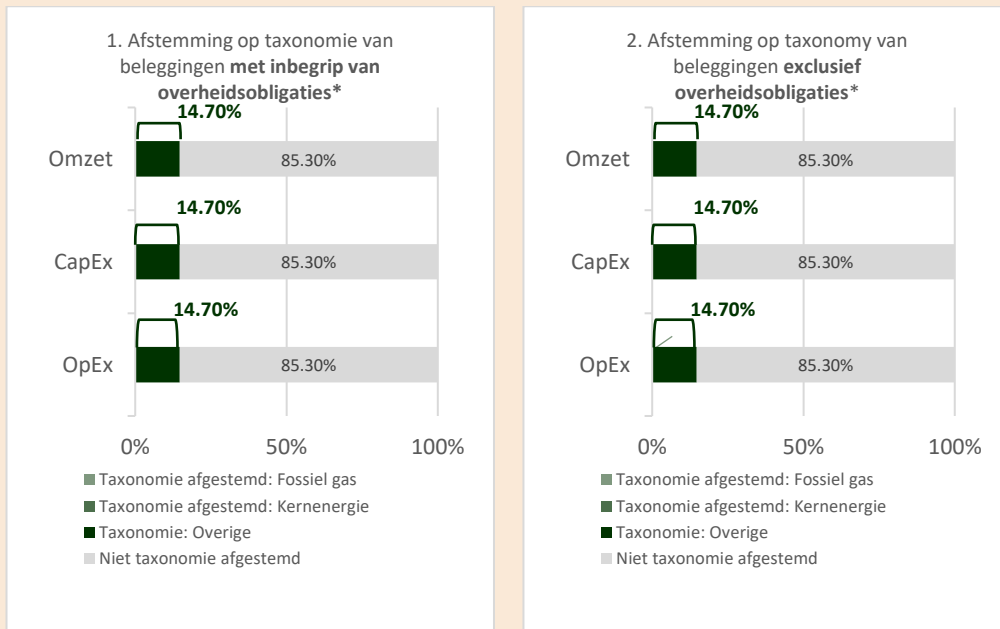 1. Afstemming op taxonomie van
beleggingen met inbegrip van
overheidsobligaties*
14.70%
Omzet
85.30%
14.70%
CapEx
85.30%
14.70%
OpEx
85.30%
0%
50%
100%
Taxonomie afgestemd: Fossiel gas
Taxonomie afgestemd: Kernenergie
Taxonomie: Overige
Niet taxonomie afgestemd
2. Afstemming op taxonomy van
beleggingen exclusief
overheidsobligaties*
14.70%
Omzet
85.30%
14.70%
CapEx
85.30%
14.70%
OpEx
85.30%
0%
50%
100%
Taxonomie afgestemd: Fossiel gas
Taxonomie afgestemd: Kernenergie
Taxonomie: Overige
Niet taxonomie afgestemd